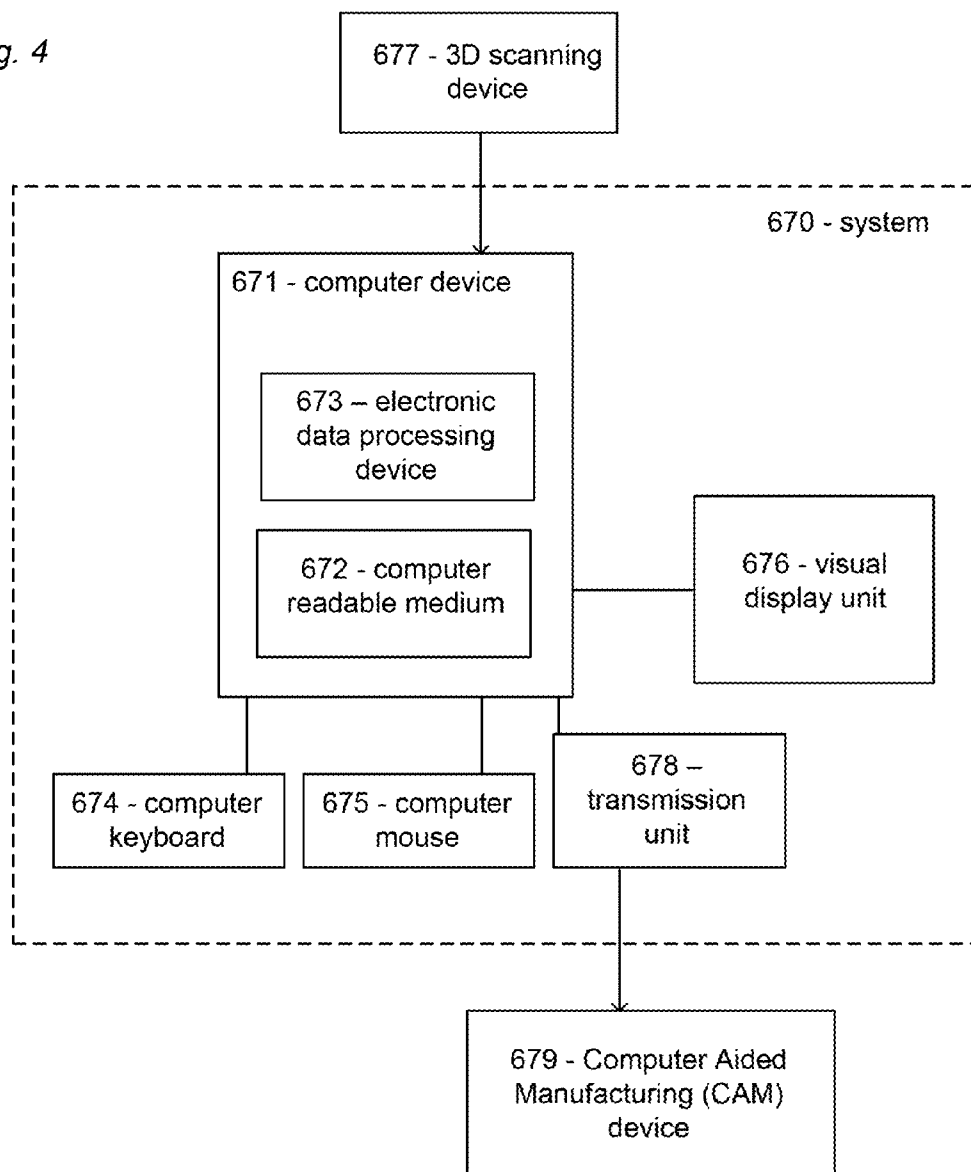 g. 4
677 - 3D scanning
device
670 - system
671 - computer device
673 – electronic
data processing
device
672 - computer
readable medium
676 - visual
display unit
674 - computer
keyboard
675 - computer
mouse
678 –
transmission
unit
679 - Computer Aided
Manufacturing (CAM)
device